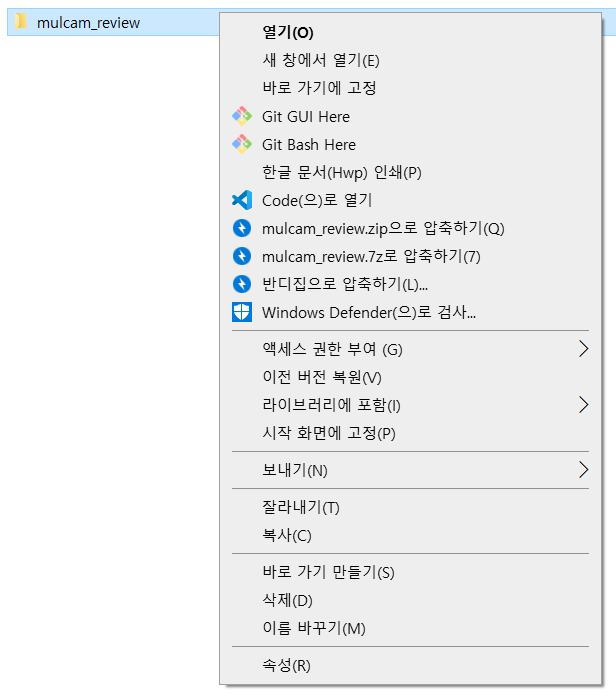 mulcam_review
열기(O)
새 창에서 열기(E)
바로 가기에 고정
Git GUI Here
Git Bash Here
한글 문서(Hwp) 인쇄(P)
Code(으)로 열기
mulcam_review.zip으로 압축하기(Q)
mulcam_review.7z로 압축하기(7)
반디집으로 압축하기(L)...
Windows Defender(으)로 검사...
액세스 권한 부여 (G)
이전 버전 복원(V)
라이브러리에 포함(I)
시작 화면에 고정(P)
보내기(N)
잘라내기(T)
복사(C)
바로 가기 만들기(S)
삭제(D)
이름 바꾸기(M)
속성(R)